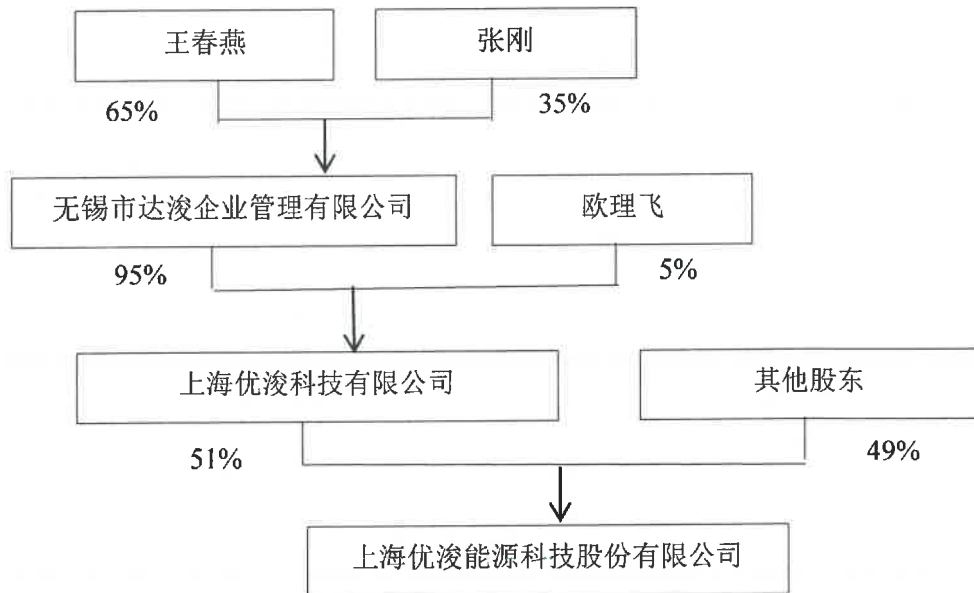 王春燕
张刚
65%
35%
无锡市达浚企业管理有限公司
欧理飞
95%
5%
上海优浚科技有限公司
其他股东
51%
49%
上海优浚能源科技股份有限公司